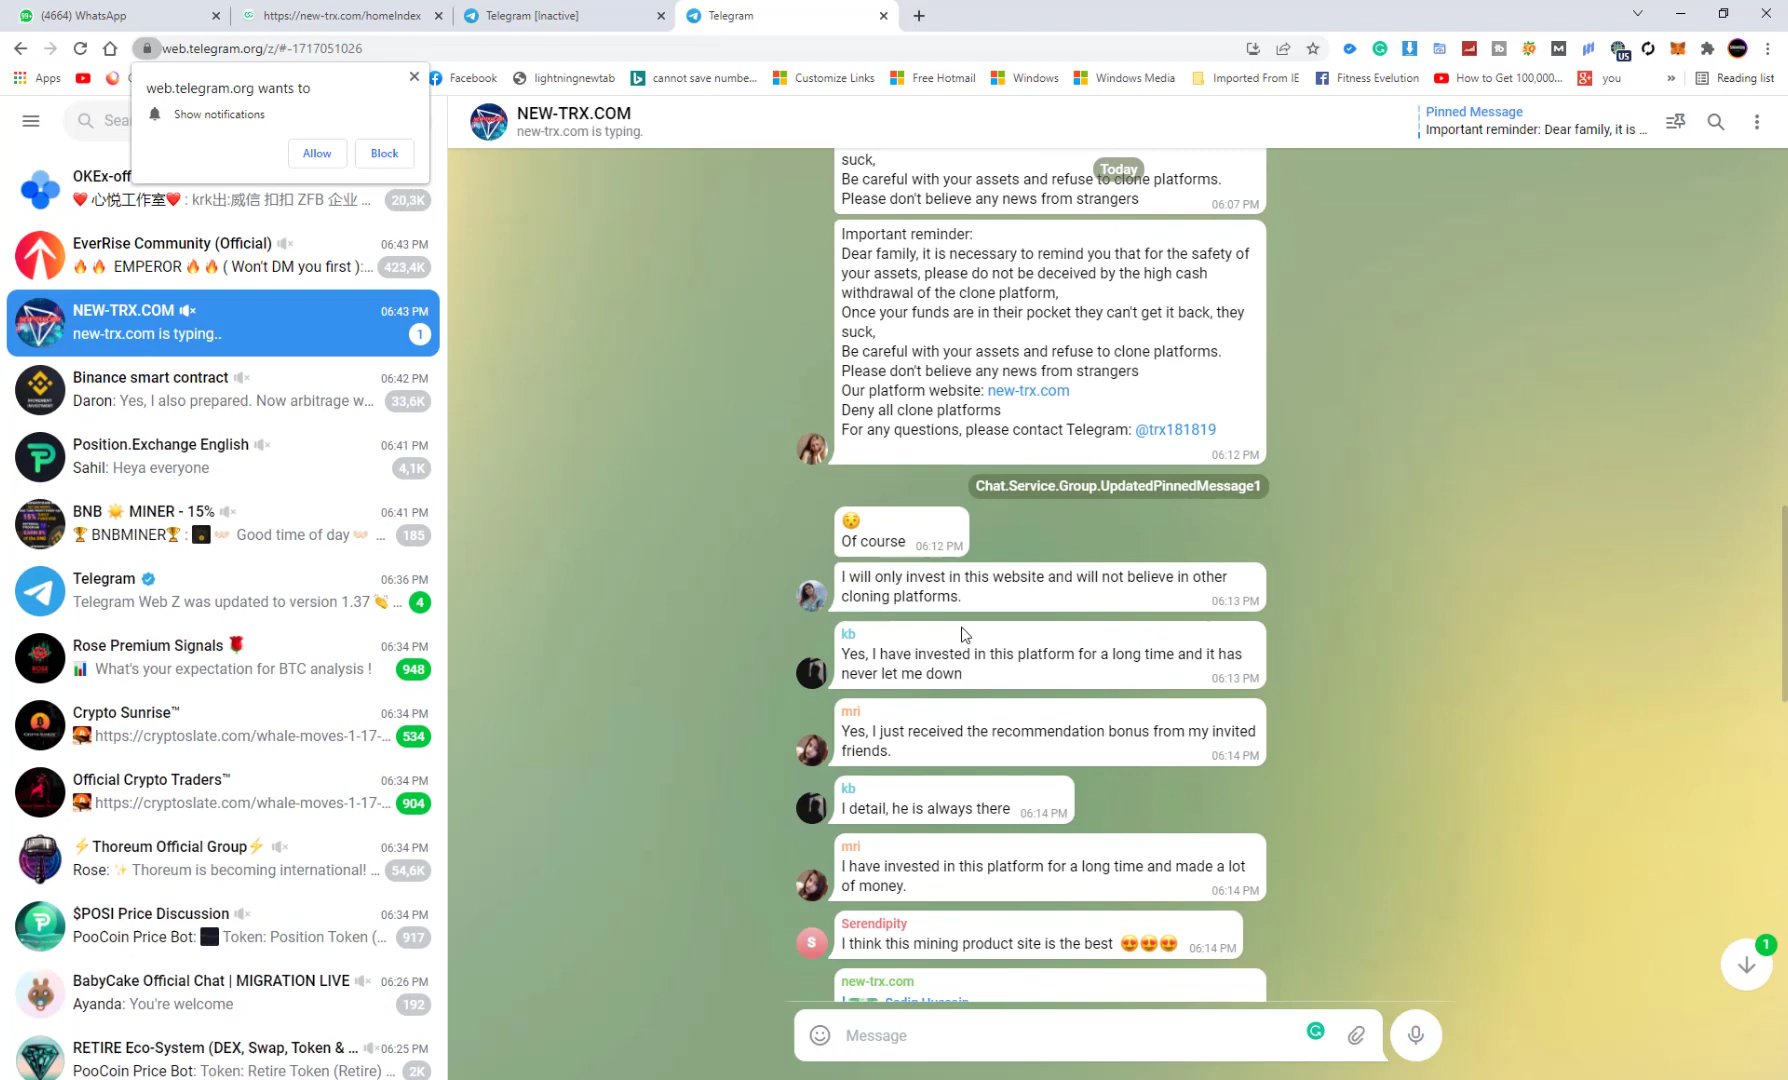 (4664) WhatsApp
https://new-trx.com/homeIndex
Telegram [Inactive]
Telegram
web.telegram.org/z/#-1717051026
Apps
Facebook
lightningnewtab
cannot save numbe...
Customize Links
Free Hotmail
Windows
Windows Media
Imported From IE
Fitness Evelution
How to Get 100,000...
you
»
Reading list
web.telegram.org wants to
Show notifications
Allow
Block
Sea
OKEx-off
❤️ 心悦工作室❤️ : krk出:威信 扣扣 ZFB 企业 ...
20,3K
EverRise Community (Official)
06:43 PM
🔥🔥 EMPEROR 🔥🔥 ( Won't DM you first ):...
423,4K
NEW-TRX.COM
06:43 PM
new-trx.com is typing..
1
Binance smart contract
06:42 PM
Daron: Yes, I also prepared. Now arbitrage w...
33,6K
Position.Exchange English
06:41 PM
Sahil: Heya everyone
4,1K
BNB ☀️ MINER - 15%
06:41 PM
🏆 BNBMINER🏆 : Good time of day ...
185
Telegram
06:36 PM
Telegram Web Z was updated to version 1.37 👏 ...
4
Rose Premium Signals 🌹
06:34 PM
📊 What's your expectation for BTC analysis !
948
Crypto Sunrise™
06:34 PM
https://cryptoslate.com/whale-moves-1-17-...
534
Official Crypto Traders™
06:34 PM
https://cryptoslate.com/whale-moves-1-17-...
904
⚡Thoreum Official Group⚡
06:34 PM
Rose: ✨ Thoreum is becoming international! ...
54,6K
$POSI Price Discussion
06:34 PM
PooCoin Price Bot: Token: Position Token (...
917
BabyCake Official Chat | MIGRATION LIVE
06:26 PM
Ayanda: You're welcome
192
RETIRE Eco-System (DEX, Swap, Token & ...
06:25 PM
PooCoin Price Bot: Token: Retire Token (Retire) ...
2K
NEW-TRX.COM
new-trx.com is typing.
Pinned Message
Important reminder: Dear family, it is ...
Today
suck,
Be careful with your assets and refuse to clone platforms.
Please don't believe any news from strangers
06:07 PM
Important reminder:
Dear family, it is necessary to remind you that for the safety of
your assets, please do not be deceived by the high cash
withdrawal of the clone platform,
Once your funds are in their pocket they can't get it back, they
suck,
Be careful with your assets and refuse to clone platforms.
Please don't believe any news from strangers
Our platform website: new-trx.com
Deny all clone platforms
For any questions, please contact Telegram: @trx181819
06:12 PM
Chat.Service.Group.UpdatedPinnedMessage1
😯
Of course 06:12 PM
I will only invest in this website and will not believe in other
cloning platforms.
06:13 PM
kb
Yes, I have invested in this platform for a long time and it has
never let me down
06:13 PM
mri
Yes, I just received the recommendation bonus from my invited
friends.
06:14 PM
kb
I detail, he is always there 06:14 PM
mri
I have invested in this platform for a long time and made a lot
of money.
06:14 PM
Serendipity
S
I think this mining product site is the best 😍😍😍 06:14 PM
new-trx.com
1
Message